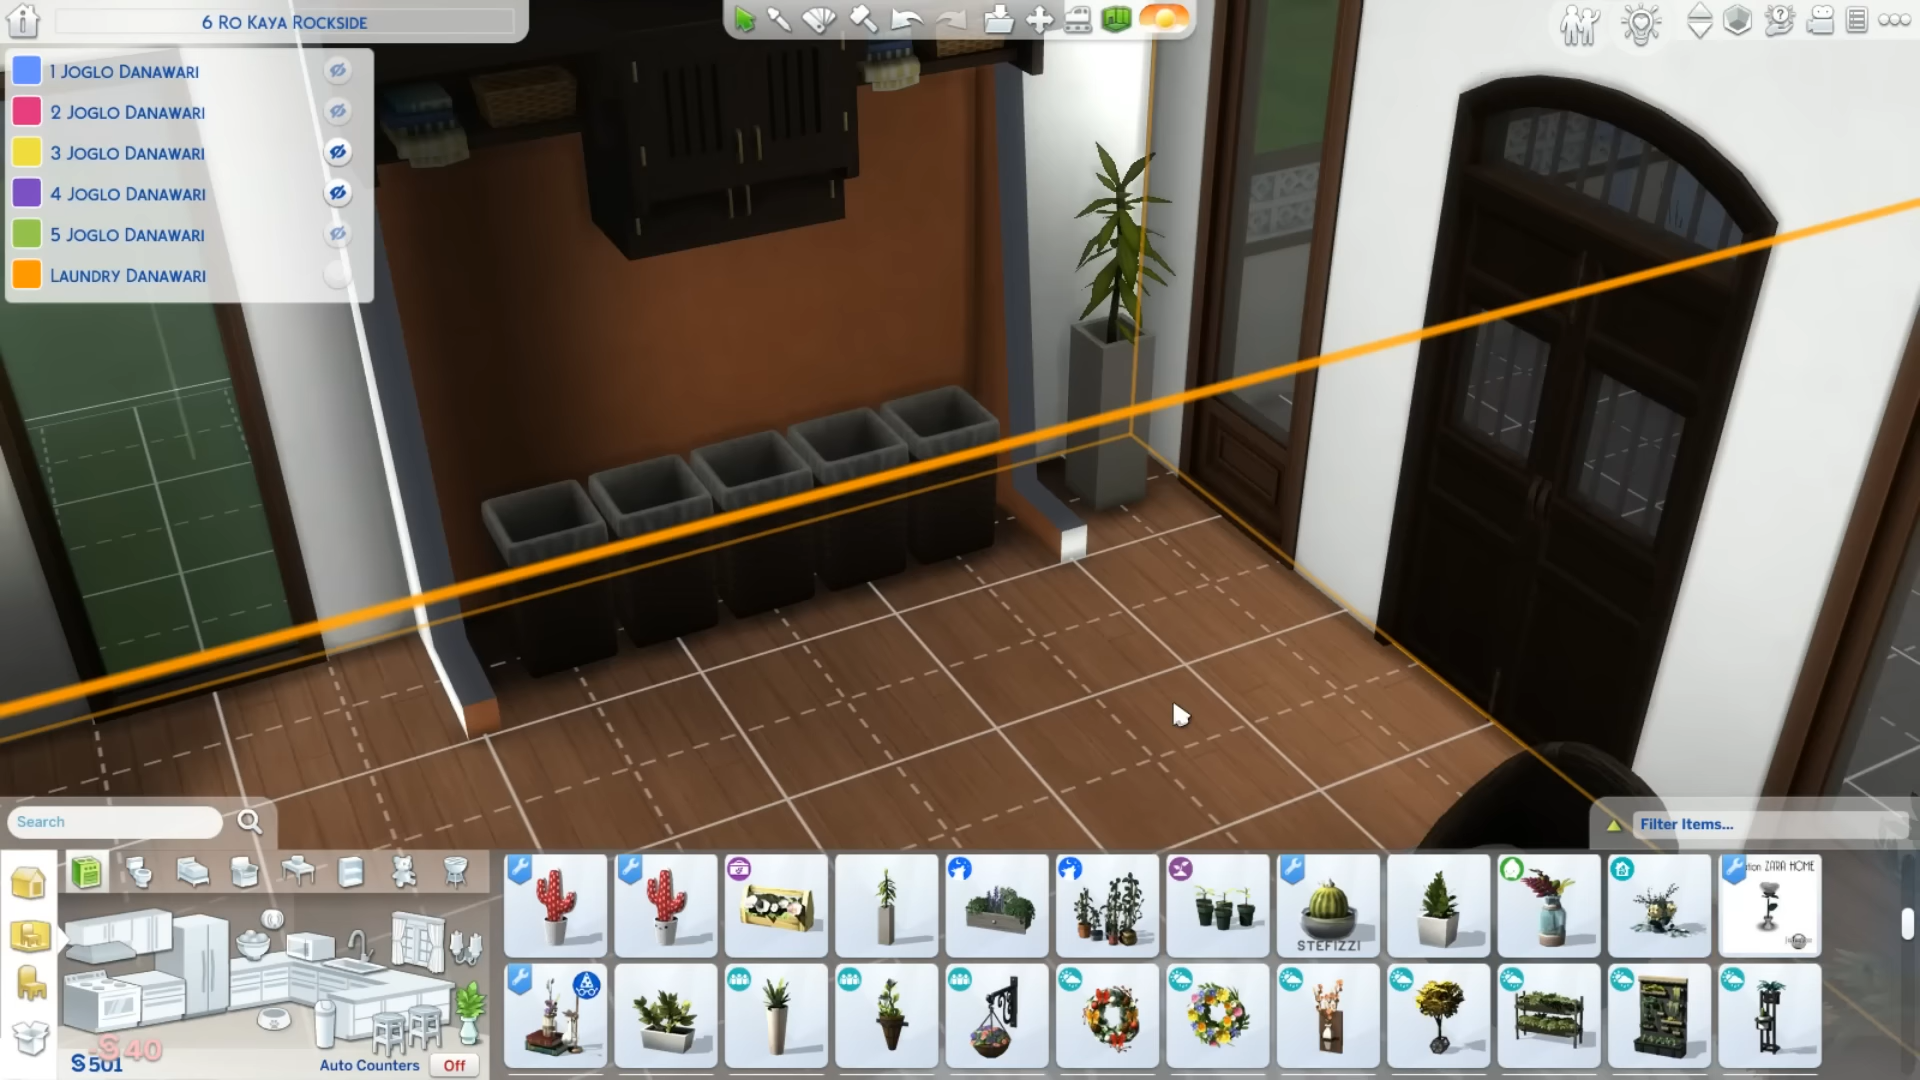 6 Ro Kaya Rockside
1 Joglo Danawari
2 Joglo Danawari
3 Joglo Danawari
4 Joglo Danawari
5 Joglo Danawari
Laundry Danawari
Search
Filter Items...
ZARA HOME
STEFIZZI
-§40
§501
Auto Counters
Off